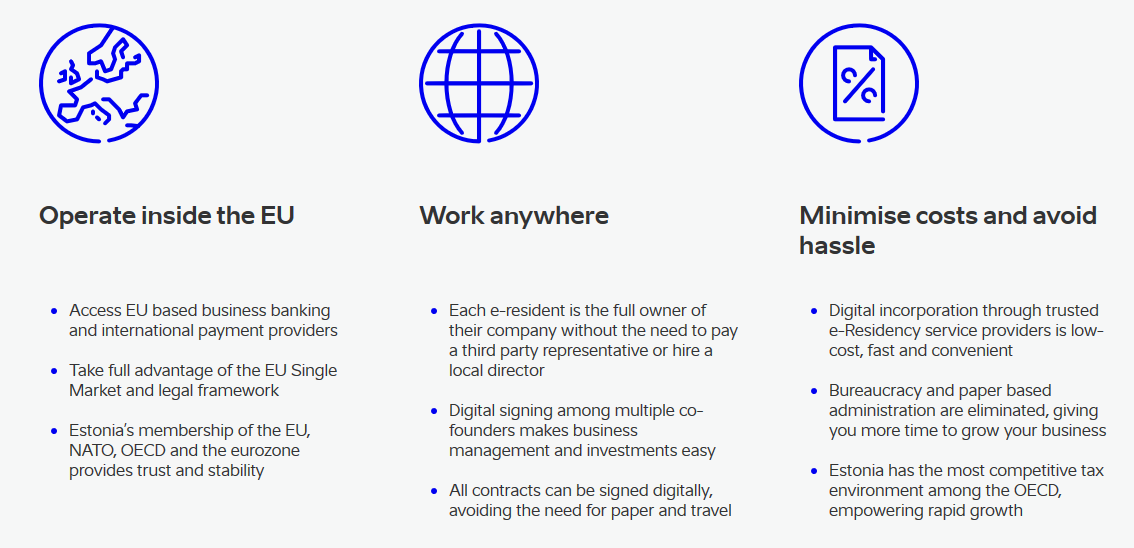 Operate inside the EU
Access EU based business banking
and international payment providers
Take full advantage of the EU Single
Market and legal framework
Estonia's membership of the EU,
NATO, OECD and the eurozone
provides trust and stability
Work anywhere
Each e-resident is the full owner of
their company without the need to pay
a third party representative or hire a
local director
Digital signing among multiple co-
founders makes business
management and investments easy
All contracts can be signed digitally,
avoiding the need for paper and travel
Minimise costs and avoid
hassle
Digital incorporation through trusted
e-Residency service providers is low-
cost, fast and convenient
Bureaucracy and paper based
administration are eliminated, giving
you more time to grow your business
Estonia has the most competitive tax
environment among the OECD,
empowering rapid growth